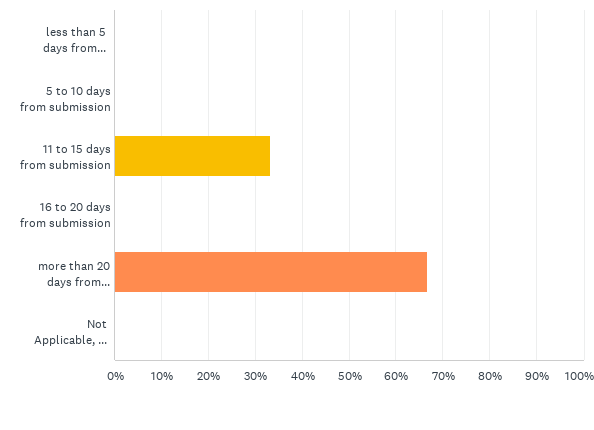 less than 5
days from...
5 to 10 days
from submission
11 to 15 days
from submission
16 to 20 days
from submission
more than 20
days from...
Not
Applicable, ...
0% 10% 20% 30% 40% 50% 60% 70% 80% 90% 100%